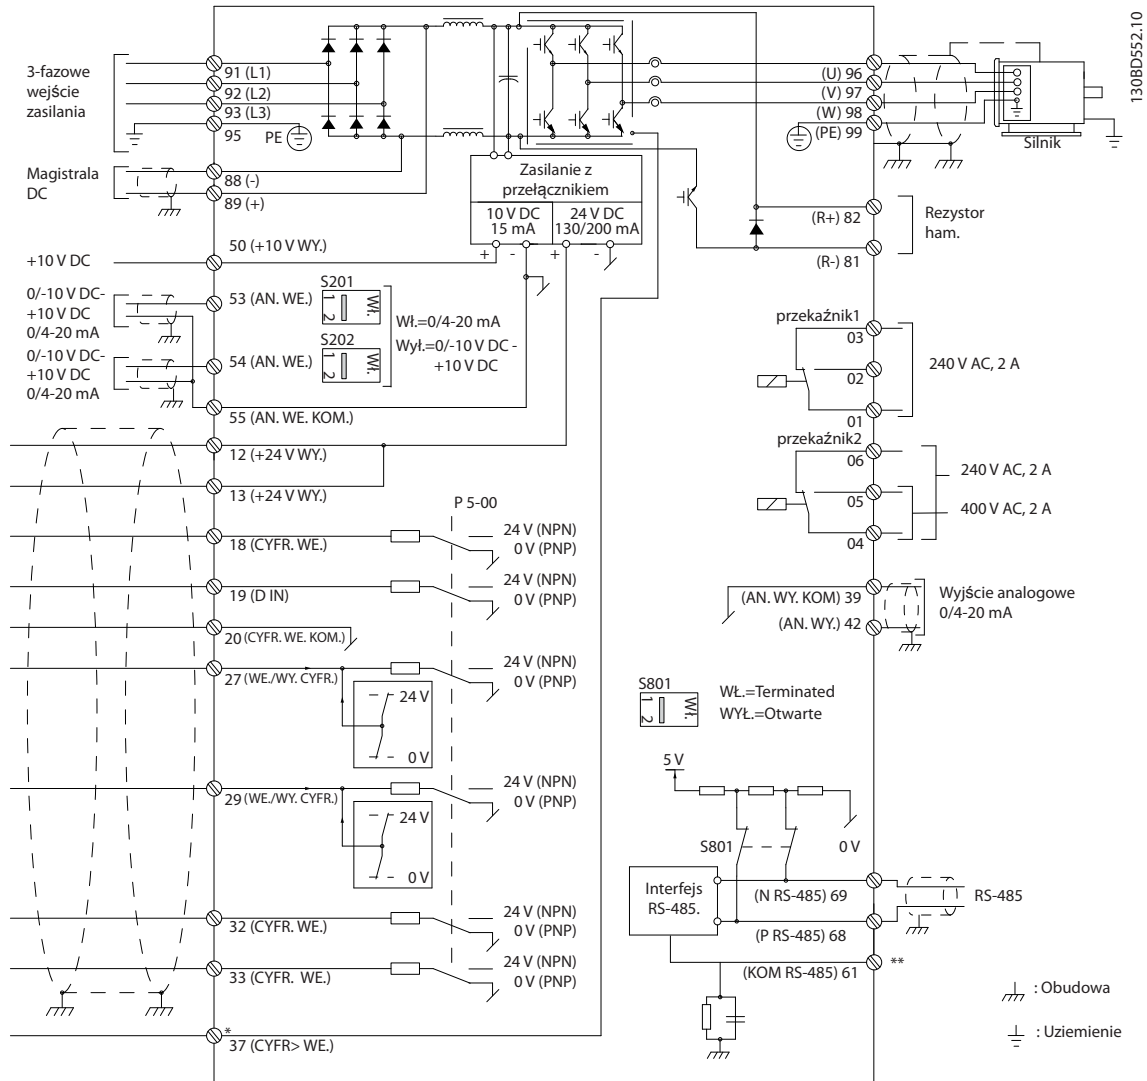 130BD552.10
3-fazowe
wejście
zasilania
91 (L1)
92 (L2)
93 (L3)
95
PE
Magistrala
DC
88 (-)
89 (+)
50 (+10 V WY.)
+10 V DC
0/-10 V DC-
+10 V DC
0/4-20 mA
53 (AN. WE.)
0/-10 V DC-
+10 V DC
0/4-20 mA
54 (AN. WE.)
55 (AN. WE. KOM.)
12 (+24 V WY.)
13 (+24 V WY.)
18 (CYFR. WE.)
19 (D IN)
20 (CYFR. WE. KOM.)
27 (WE./WY. CYFR.)
24 V
0 V
29 (WE./WY. CYFR.)
24 V
0 V
32 (CYFR. WE.)
33 (CYFR. WE.)
*
37 (CYFR> WE.)
Zasilanie z
przełącznikiem
10 V DC
15 mA
24 V DC
130/200 mA
+ - + -
S201
1 2
Wł.
S202
1 2
Wł.
Wł.=0/4-20 mA
Wył.=0/-10 V DC -
+10 V DC
P 5-00
24 V (NPN)
0 V (PNP)
24 V (NPN)
0 V (PNP)
24 V (NPN)
0 V (PNP)
24 V (NPN)
0 V (PNP)
24 V (NPN)
0 V (PNP)
24 V (NPN)
0 V (PNP)
(U) 96
(V) 97
(W) 98
(PE) 99
Silnik
(R+) 82
(R-) 81
Rezystor
ham.
przekaźnik1
03
02
01
240 V AC, 2 A
przekaźnik2
06
05
04
240 V AC, 2 A
400 V AC, 2 A
(AN. WY. KOM) 39
(AN. WY.) 42
Wyjście analogowe
0/4-20 mA
S801
1 2
Wł.
WŁ.=Terminated
WYŁ.=Otwarte
5 V
S801
0 V
Interfejs
RS-485.
(N RS-485) 69
(P RS-485) 68
(KOM RS-485) 61
RS-485
**
: Obudowa
: Uziemienie